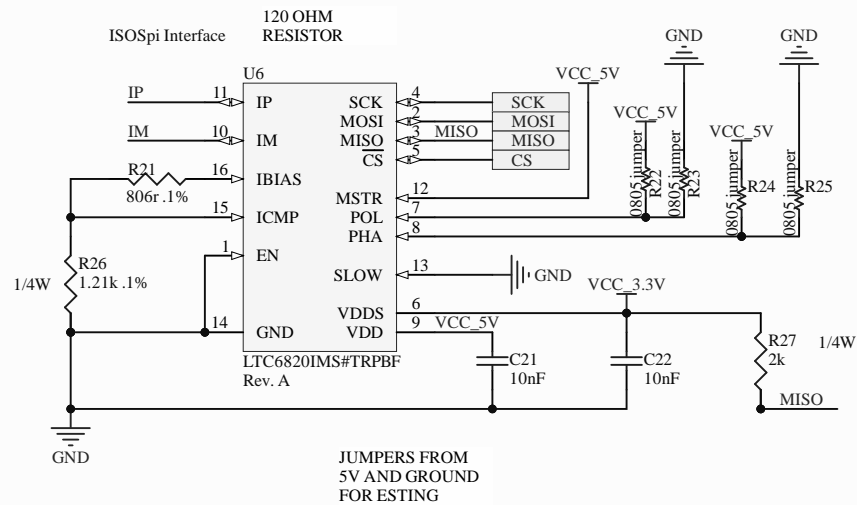 ISOSpi Interface
120 OHM
RESISTOR
U6
IP
11
IP
IM
10
IM
R21
806r .1%
16
IBIAS
15
ICMP
1
EN
R26
1.21k .1%
1/4W
14
GND
SCK
4
SCK
MOSI
2
MOSI
MISO
3
MISO
MISO
CS
5
CS
MSTR
12
VCC_5V
POL
7
PHA
8
SLOW
13
GND
VDDS
6
VDD
9
VCC_5V
LTC6820IMS#TRPBF
Rev. A
VCC_5V
0805 jumper
R22
GND
0805 jumper
R23
VCC_5V
0805 jumper
R24
GND
0805 jumper
R25
VCC_3.3V
C21
10nF
C22
10nF
R27
2k
1/4W
MISO
GND
JUMPERS FROM
5V AND GROUND
FOR ESTING